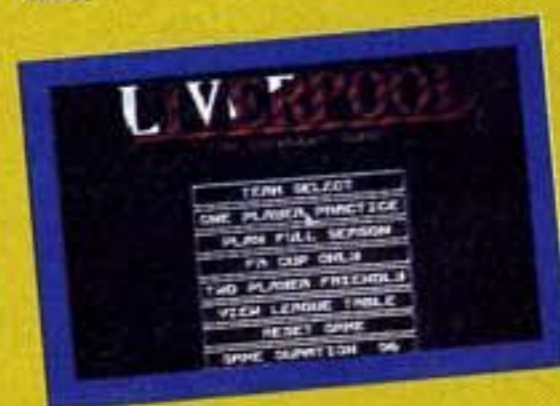 LIVERPOOL
TEAM SELECT
ONE PLAYER PRACTICE
PLAY FULL SEASON
FA CUP ONLY
TWO PLAYER FRIENDLY
VIEW LEAGUE TABLE
RESET GAME
GAME DURATION